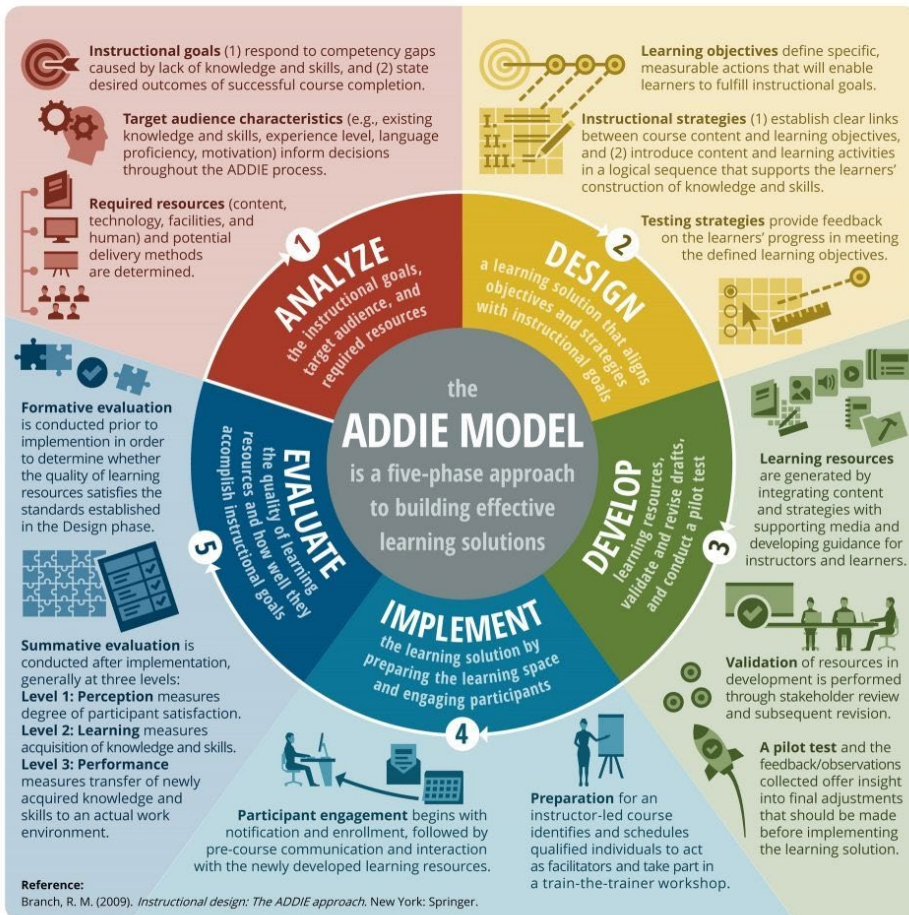 Instructional goals (1) respond to competency gaps
caused by lack of knowledge and skills, and (2) state
desired outcomes of successful course completion.
Target audience characteristics (e.g., existing
knowledge and skills, experience level, language
proficiency, motivation) inform decisions
throughout the ADDIE process.
Required resources (content,
technology, facilities, and
human) and potential
delivery methods
are determined.
1
ANALYZE
the instructional goals,
target audience, and
required resources
Learning objectives define specific,
measurable actions that will enable
learners to fulfill instructional goals.
I.
II.
III.
Instructional strategies (1) establish clear links
between course content and learning objectives,
and (2) introduce content and learning activities
in a logical sequence that supports the learners’
construction of knowledge and skills.
Testing strategies provide feedback
on the learners’ progress in meeting
the defined learning objectives.
2
DESIGN
a learning solution that aligns
objectives and strategies
with instructional goals
the
ADDIE MODEL
is a five-phase approach
to building effective
learning solutions
3
DEVELOP
learning resources,
validate and revise drafts,
and conduct a pilot test
Learning resources
are generated by
integrating content
and strategies with
supporting media and
developing guidance for
instructors and learners.
Validation of resources in
development is performed
through stakeholder review
and subsequent revision.
A pilot test and the
feedback/observations
collected offer insight
into final adjustments
that should be made
before implementing
the learning solution.
4
IMPLEMENT
the learning solution by
preparing the learning space
and engaging participants
Participant engagement begins with
notification and enrollment, followed by
pre-course communication and interaction
with the newly developed learning resources.
Preparation for an
instructor-led course
identifies and schedules
qualified individuals to act
as facilitators and take part in
a train-the-trainer workshop.
5
EVALUATE
the quality of learning
resources and how well they
accomplish instructional goals
Formative evaluation
is conducted prior to
implemention in order
to determine whether
the quality of learning
resources satisfies the
standards established
in the Design phase.
Summative evaluation is
conducted after implementation,
generally at three levels:
Level 1: Perception measures
degree of participant satisfaction.
Level 2: Learning measures
acquisition of knowledge and skills.
Level 3: Performance
measures transfer of newly
acquired knowledge and
skills to an actual work
environment.
Reference:
Branch, R. M. (2009). Instructional design: The ADDIE approach. New York: Springer.